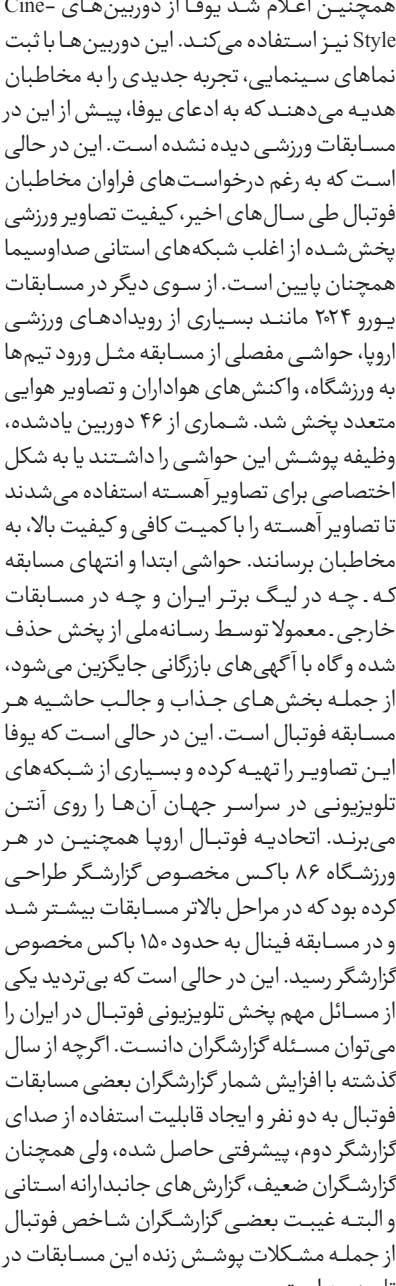 همچنین اعلام شد یوفا از دوربین‌های Cine-
Style نیز استفاده می‌کند. این دوربین‌ها با ثبت
نماهای سینمایی، تجربه جدیدی را به مخاطبان
هدیه می‌دهند که به ادعای یوفا، پیش از این در
مسابقات ورزشی دیده نشده است. این در حالی
است که به رغم درخواست‌های فراوان مخاطبان
فوتبال طی سال‌های اخیر، کیفیت تصاویر ورزشی
پخش‌شده از اغلب شبکه‌های استانی صداوسیما
همچنان پایین است. از سوی دیگر در مسابقات
یورو ۲۰۲۴ مانند بسیاری از رویدادهای ورزشی
اروپا، حواشی مفصلی از مسابقه مثل ورود تیم‌ها
به ورزشگاه، واکنش‌های هواداران و تصاویر هوایی
متعدد پخش شد. شماری از ۴۶ دوربین یادشده،
وظیفه پوشش این حواشی را داشتند یا به شکل
اختصاصی برای تصاویر آهسته استفاده می‌شدند
تا تصاویر آهسته را با کمیت کافی و کیفیت بالا، به
مخاطبان برسانند. حواشی ابتدا و انتهای مسابقه
که ـ چه در لیگ برتر ایران و چه در مسابقات
خارجی ـ معمولا توسط رسانه‌ملی از پخش حذف
شده و گاه با آگهی‌های بازرگانی جایگزین می‌شود،
از جمله بخش‌های جذاب و جالب حاشیه هر
مسابقه فوتبال است. این در حالی است که یوفا
این تصاویر را تهیه کرده و بسیاری از شبکه‌های
تلویزیونی در سراسر جهان آن‌ها را روی آنتن
می‌برند. اتحادیه فوتبال اروپا همچنین در هر
ورزشگاه ۸۶ باکس مخصوص گزارشگر طراحی
کرده بود که در مراحل بالاتر مسابقات بیشتر شد
و در مسابقه فینال به حدود ۱۵۰ باکس مخصوص
گزارشگر رسید. این در حالی است که بی‌تردید یکی
از مسائل مهم پخش تلویزیونی فوتبال در ایران را
می‌توان مسئله گزارشگران دانست. اگرچه از سال
گذشته با افزایش شمار گزارشگران بعضی مسابقات
فوتبال به دو نفر و ایجاد قابلیت استفاده از صدای
گزارشگر دوم، پیشرفتی حاصل شده، ولی همچنان
گزارشگران ضعیف، گزارش‌های جانبدارانه استانی
و البته غیبت بعضی گزارشگران شاخص فوتبال
از جمله مشکلات پوشش زنده این مسابقات در